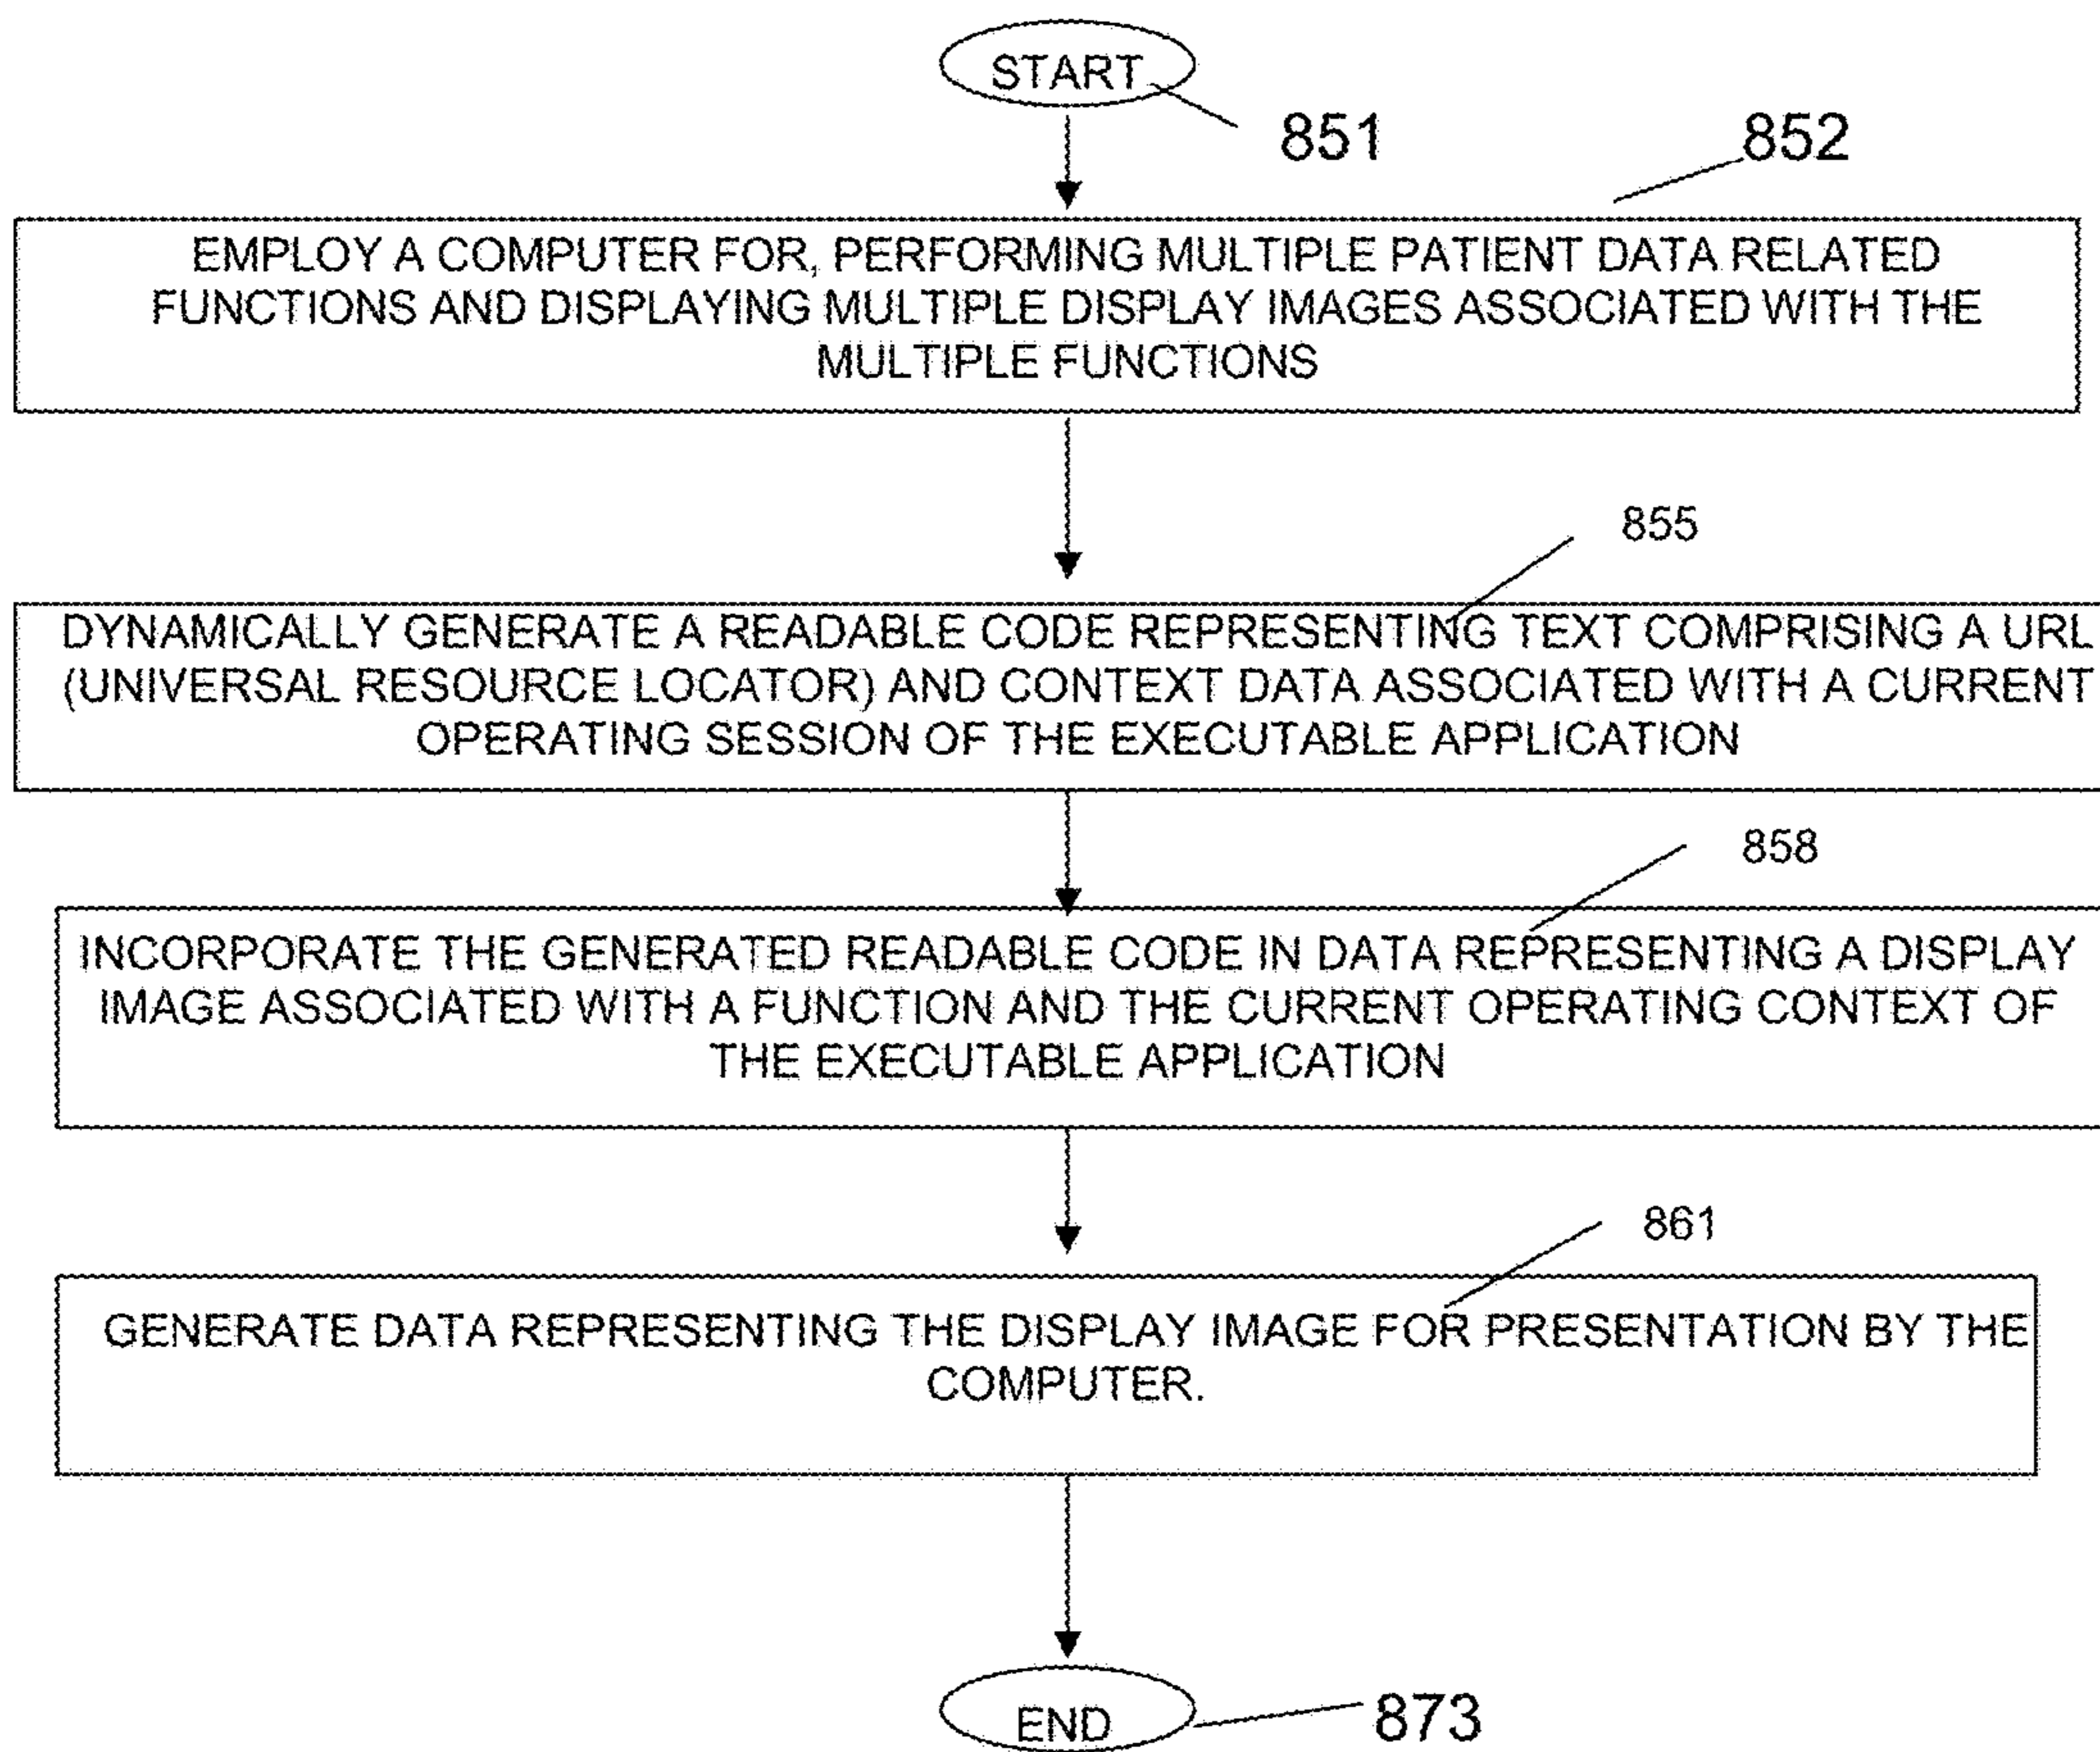 START
851
852
EMPLOY A COMPUTER FOR, PERFORMING MULTIPLE PATIENT DATA RELATED
FUNCTIONS AND DISPLAYING MULTIPLE DISPLAY IMAGES ASSOCIATED WITH THE
MULTIPLE FUNCTIONS
855
DYNAMICALLY GENERATE A READABLE CODE REPRESENTING TEXT COMPRISING A URL
(UNIVERSAL RESOURCE LOCATOR) AND CONTEXT DATA ASSOCIATED WITH A CURRENT
OPERATING SESSION OF THE EXECUTABLE APPLICATION
858
INCORPORATE THE GENERATED READABLE CODE IN DATA REPRESENTING A DISPLAY
IMAGE ASSOCIATED WITH A FUNCTION AND THE CURRENT OPERATING CONTEXT OF
THE EXECUTABLE APPLICATION
861
GENERATE DATA REPRESENTING THE DISPLAY IMAGE FOR PRESENTATION BY THE
COMPUTER.
END
873